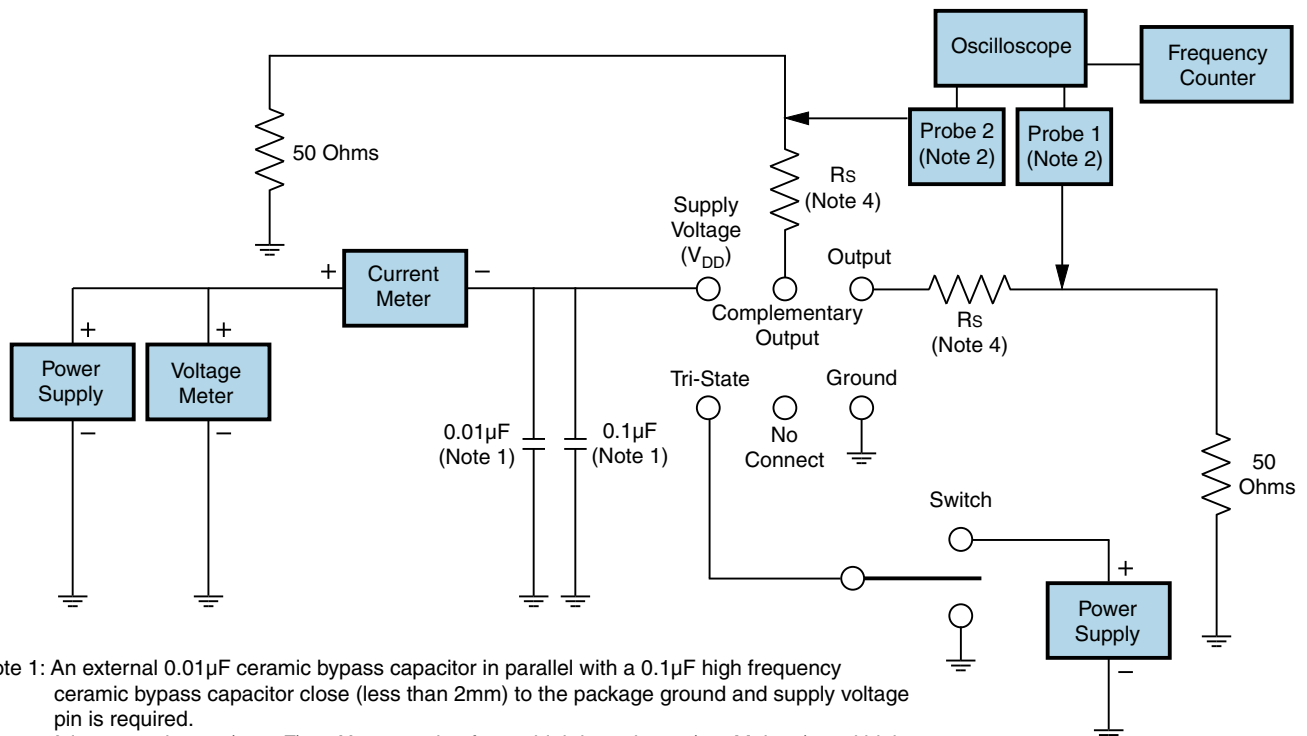 Oscilloscope
Frequency
Counter
Probe 2
(Note 2)
Probe 1
(Note 2)
50 Ohms
RS
(Note 4)
Supply
Voltage
(VDD)
Output
+
Current
Meter
−
Complementary
Output
RS
(Note 4)
+
Power
Supply
−
+
Voltage
Meter
−
Tri-State
Ground
No
Connect
0.01µF
(Note 1)
0.1µF
(Note 1)
50
Ohms
Switch
+
Power
Supply
−
1: An external 0.01µF ceramic bypass capacitor in parallel with a 0.1µF high frequency
ceramic bypass capacitor close (less than 2mm) to the package ground and supply voltage
pin is required.